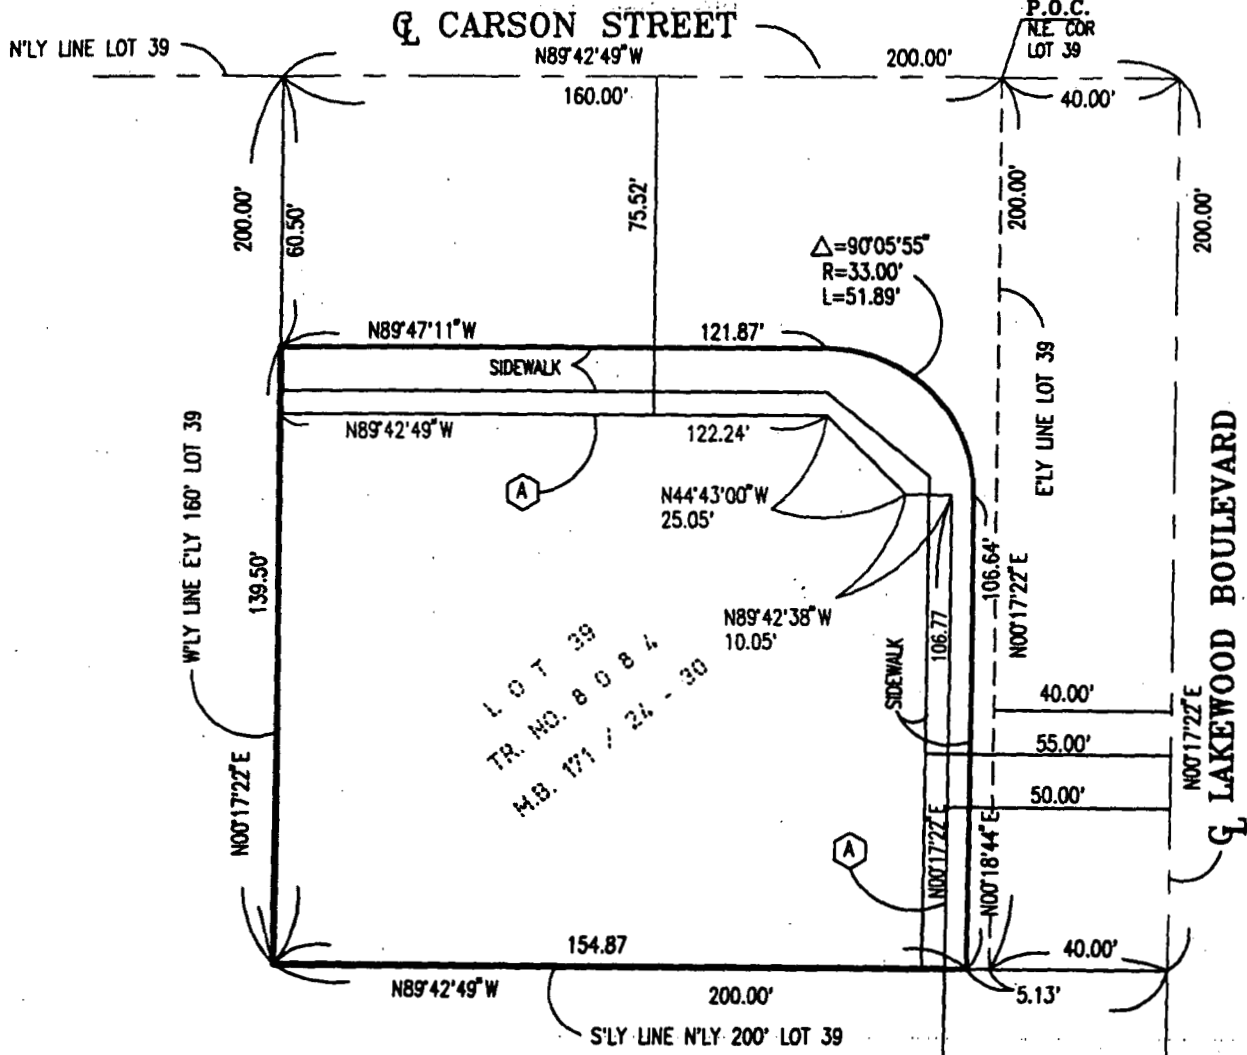 P.O.C.
N.E. COR
LOT 39
℄ CARSON STREET
N'LY LINE LOT 39
N89°42'49"W
200.00'
160.00'
40.00'
200.00'
60.50'
75.52'
200.00'
200.00'
Δ=90°05'55"
R=33.00'
L=51.89'
N89°47'11"W
121.87'
SIDEWALK
E'LY LINE LOT 39
N89°42'49"W
122.24'
W'LY LINE E'LY 160' LOT 39
A
N44°43'00"W
25.05'
139.50'
106.64'
N00°17'22"E
N89°42'38"W
10.05'
106.77
SIDEWALK
LOT 39
TR. NO. 8084
M.B. 171 / 24 - 30
40.00'
55.00'
50.00'
N00°17'22"E
℄ LAKEWOOD BOULEVARD
N00°17'22"E
A
N00°17'22"E
N00°18'44"E
154.87
40.00'
N89°42'49"W
200.00'
5.13'
S'LY LINE N'LY 200' LOT 39